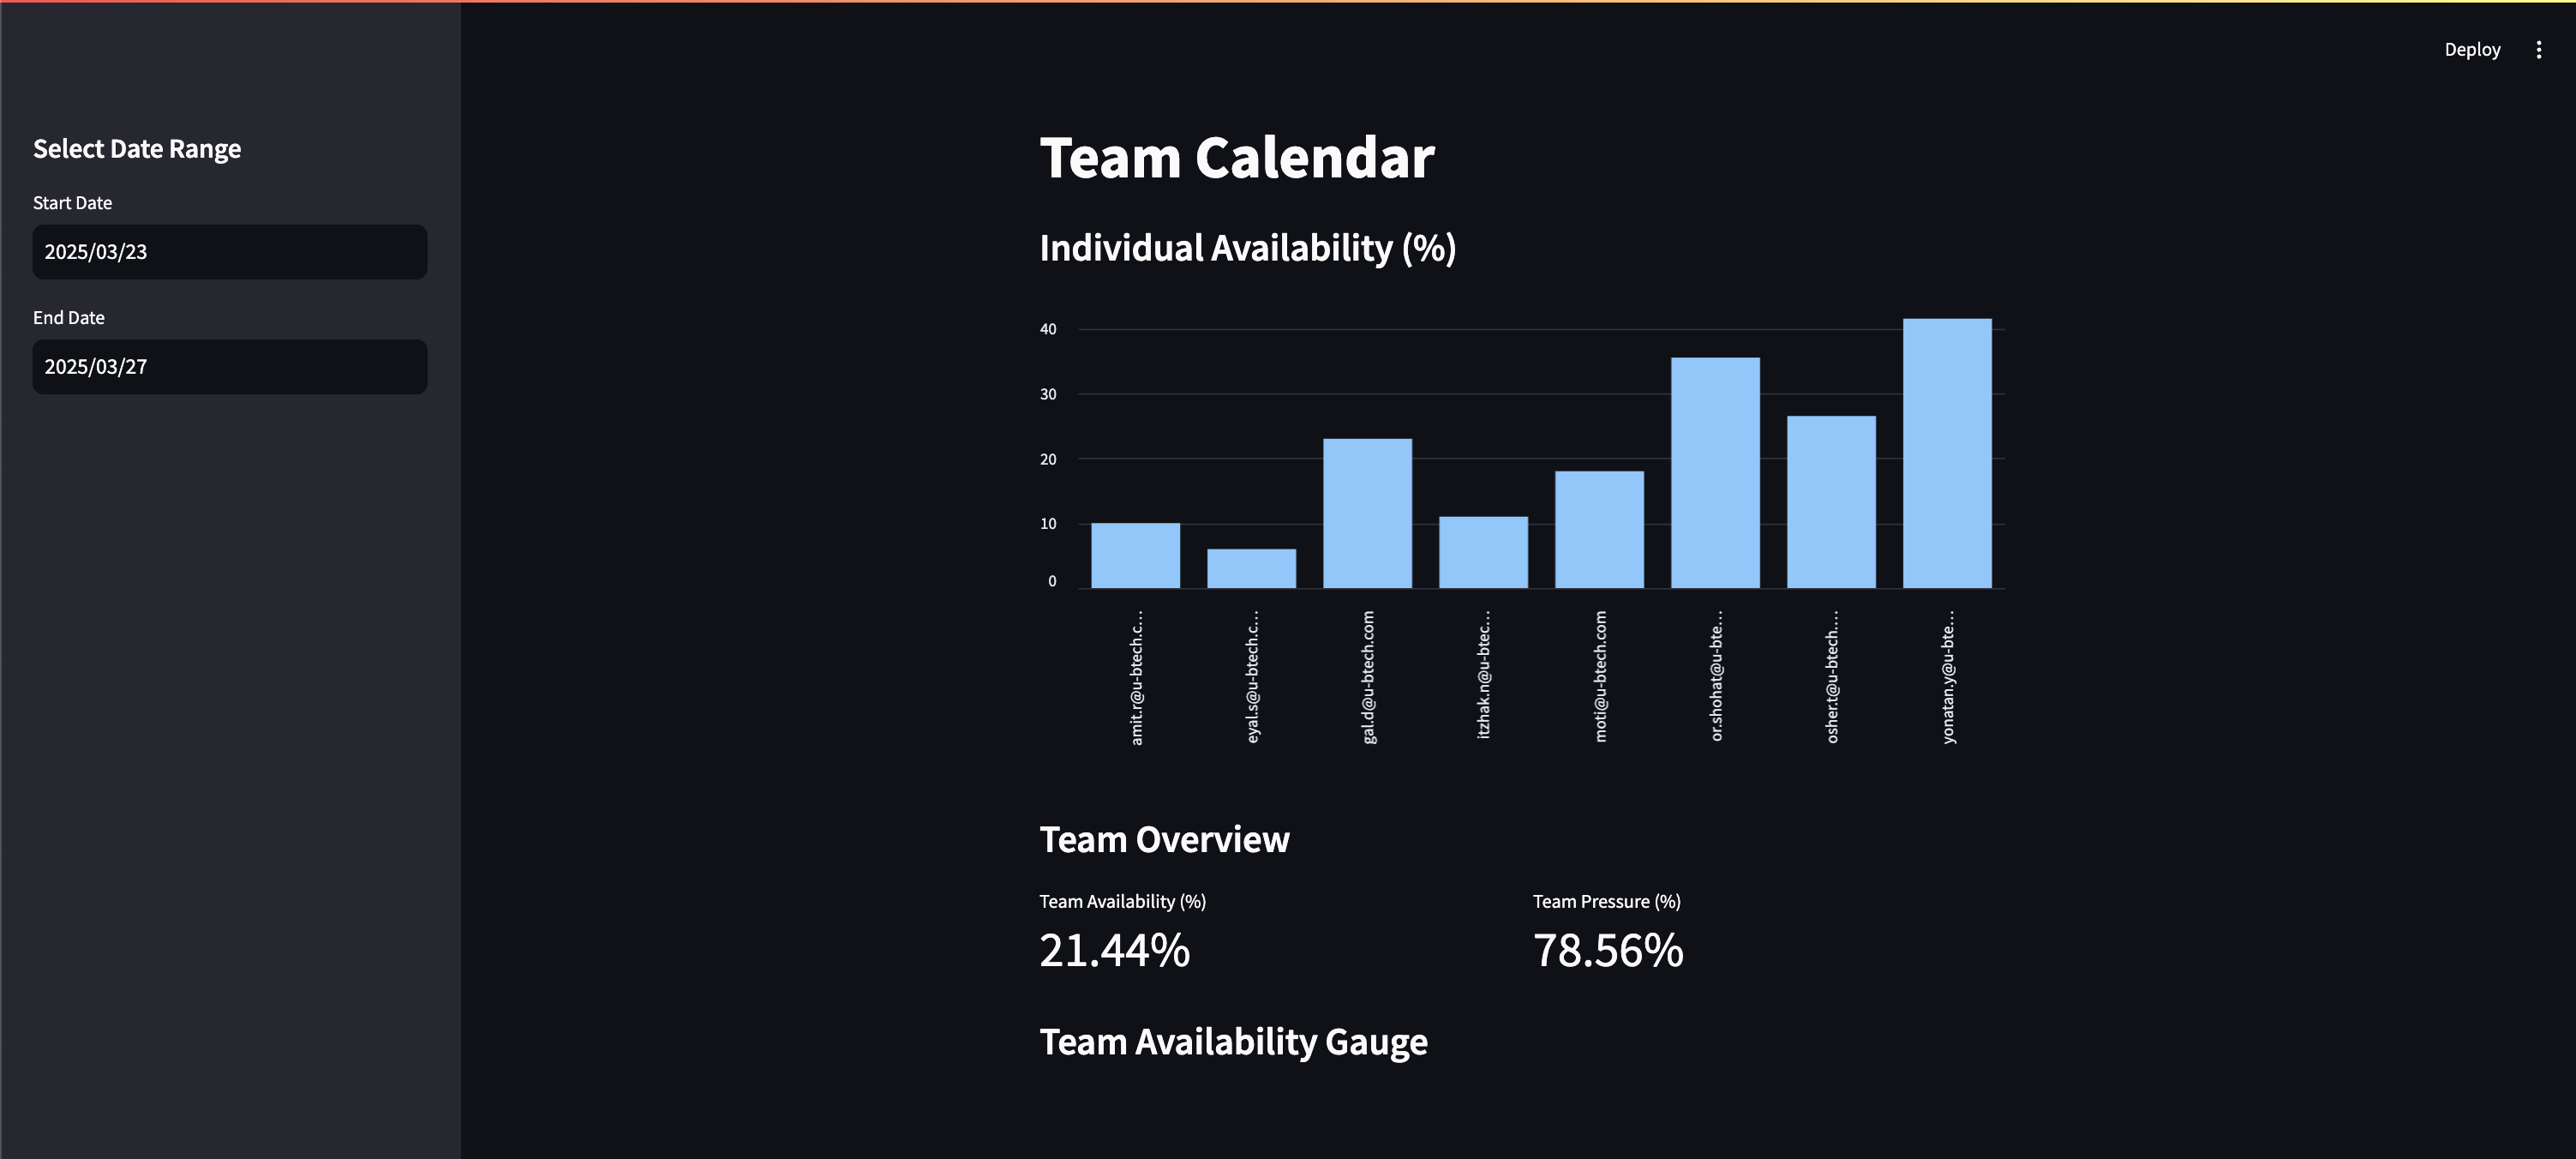 Deploy
Select Date Range
Start Date
2025/03/23
End Date
2025/03/27
Team Calendar
Individual Availability (%)
40
30
20
10
0
amit.r@u-btech.c...
eyal.s@u-btech.c...
gal.d@u-btech.com
itzhak.n@u-btec...
moti@u-btech.com
or.shohat@u-bte...
osher.t@u-btech....
yonatan.y@u-bte...
Team Overview
Team Availability (%)
21.44%
Team Pressure (%)
78.56%
Team Availability Gauge